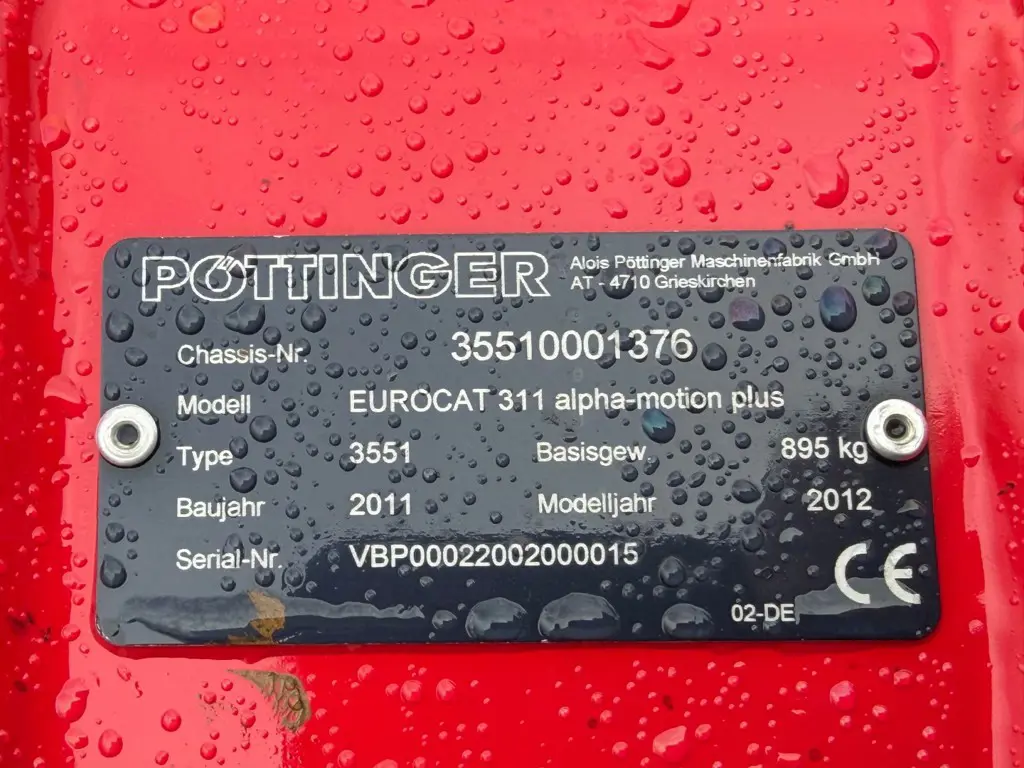 PÖTTINGER Alois Pöttinger Maschinenfabrik GmbH
AT - 4710 Grieskirchen
Chassis-Nr. 35510001376
Modell EUROCAT 311 alpha-motion plus
Type 3551 Basisgew. 895 kg
Baujahr 2011 Modelljahr 2012
Serial-Nr. VBP00022002000015
CE
02-DE